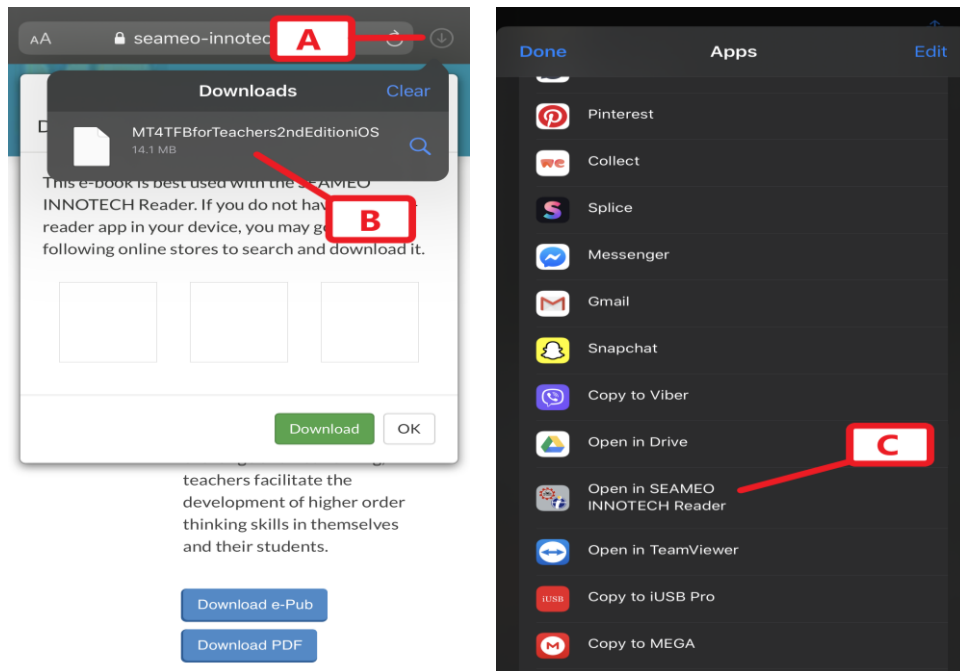 AA seameo-innotec
A
Downloads
Clear
MT4TFBforTeachers2ndEditioniOS
14.1 MB
This e-book is best used with the SEAMEO
INNOTECH Reader. If you do not hav
B
reader app in your device, you may g
following online stores to search and download it.
Download
OK
teachers facilitate the
development of higher order
thinking skills in themselves
and their students.
Download e-Pub
Download PDF
Done
Apps
Edit
Pinterest
we
Collect
Splice
Messenger
Gmail
Snapchat
Copy to Viber
Open in Drive
C
Open in SEAMEO
INNOTECH Reader
Open in TeamViewer
iUSB
Copy to iUSB Pro
Copy to MEGA